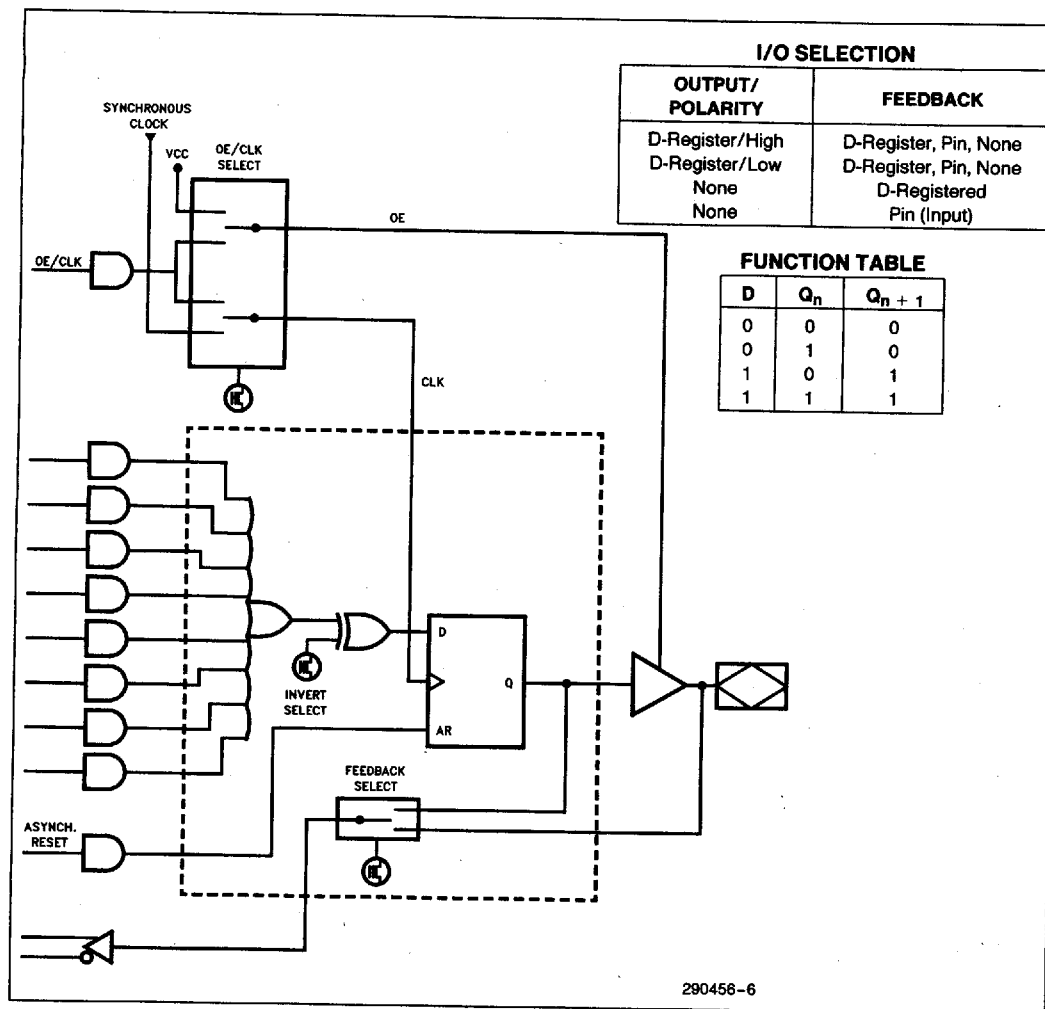 I/O SELECTION
OUTPUT/
POLARITY
FEEDBACK
D-Register/High
D-Register, Pin, None
D-Register/Low
D-Register, Pin, None
None
D-Registered
None
Pin (Input)
SYNCHRONOUS
CLOCK
VCC
OE/CLK
SELECT
OE
OE/CLK
CLK
FUNCTION TABLE
D Qn Qn + 1
0 0 0
0 1 0
1 0 1
1 1 1
D
Q
AR
INVERT
SELECT
FEEDBACK
SELECT
ASYNCH.
RESET
290456-6